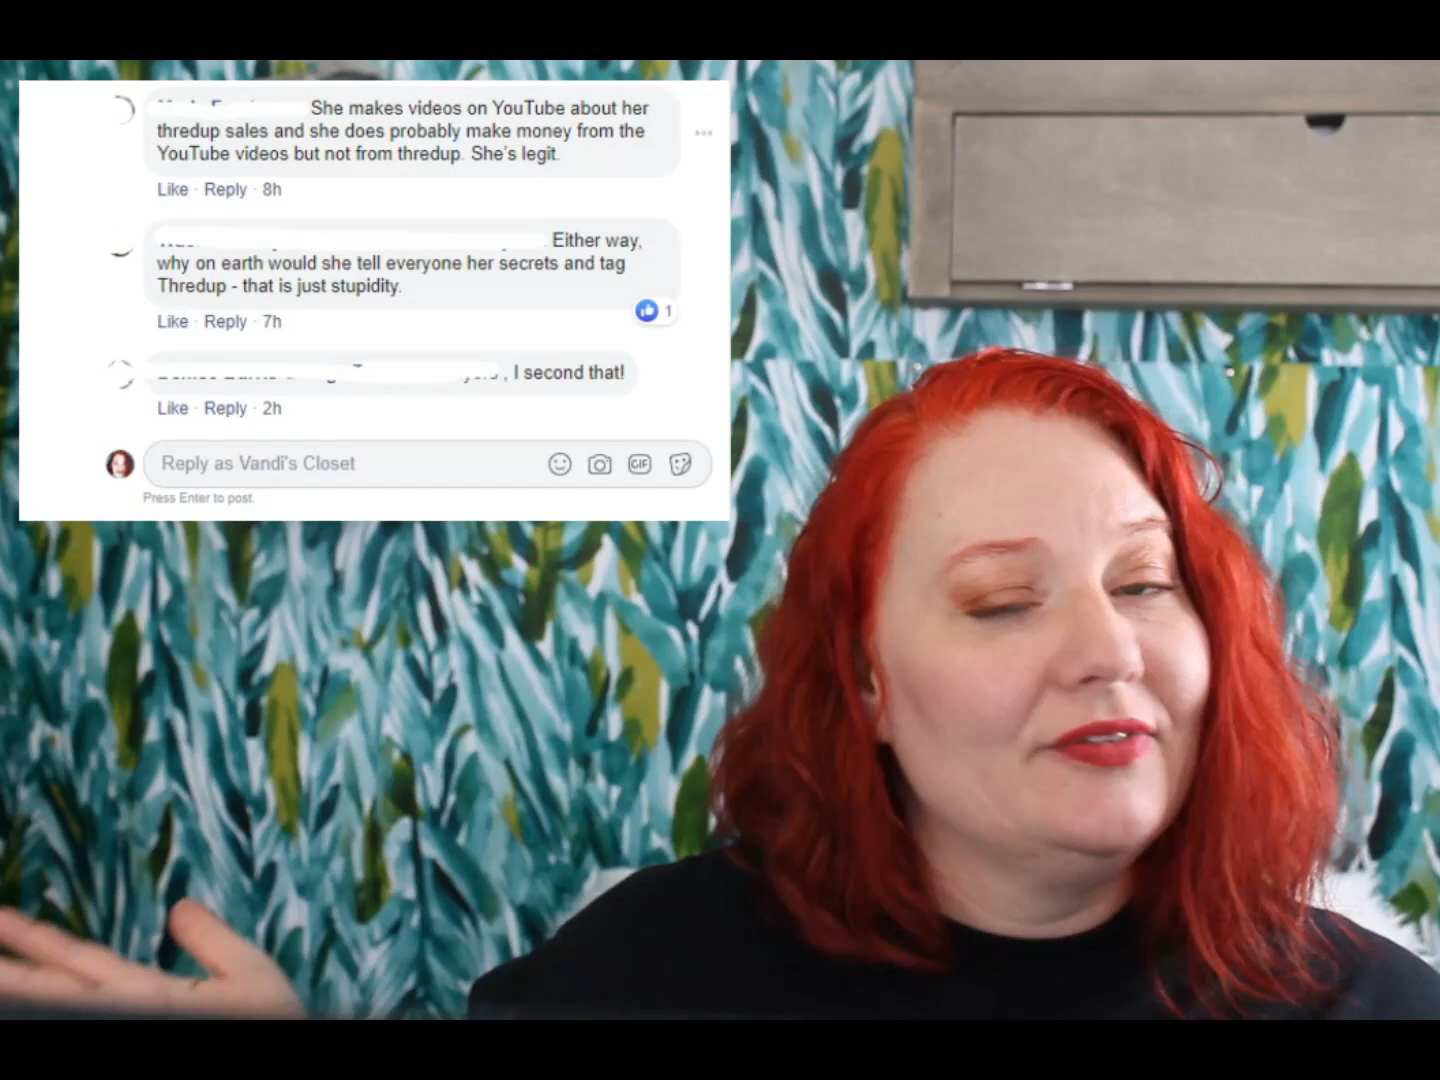 She makes videos on YouTube about her
thredup sales and she does probably make money from the
YouTube videos but not from thredup. She's legit.
Like · Reply · 8h
Either way,
why on earth would she tell everyone her secrets and tag
Thredup - that is just stupidity.
1
Like · Reply · 7h
, I second that!
Like · Reply · 2h
Reply as Vandi's Closet
GIF
Press Enter to post.